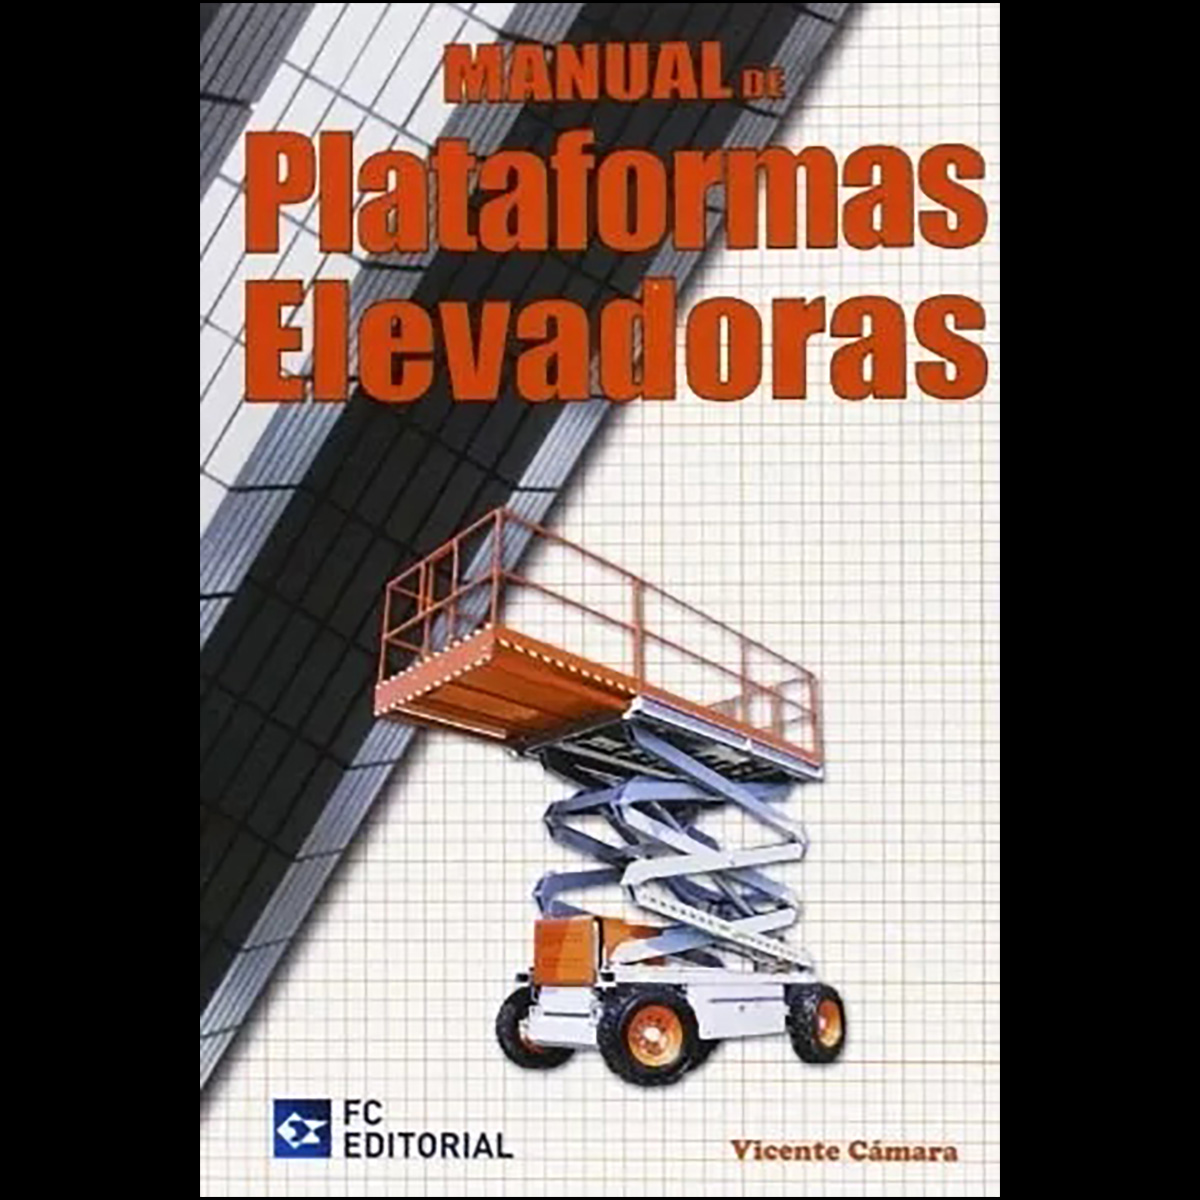 MANUAL DE
Plataformas
Elevadoras
FC
EDITORIAL
Vicente Cámara